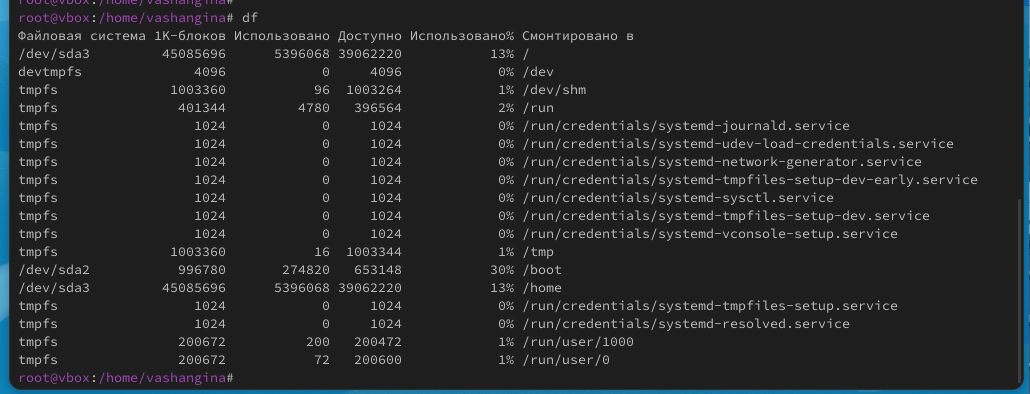 root@vbox:/home/vashangina#
root@vbox:/home/vashangina# df
Файловая система 1K-блоков Использовано Доступно Использовано% Смонтировано в
/dev/sda3 45085696 5396068 39062220 13% /
devtmpfs 4096 0 4096 0% /dev
tmpfs 1003360 96 1003264 1% /dev/shm
tmpfs 401344 4780 396564 2% /run
tmpfs 1024 0 1024 0% /run/credentials/systemd-journald.service
tmpfs 1024 0 1024 0% /run/credentials/systemd-udev-load-credentials.service
tmpfs 1024 0 1024 0% /run/credentials/systemd-network-generator.service
tmpfs 1024 0 1024 0% /run/credentials/systemd-tmpfiles-setup-dev-early.service
tmpfs 1024 0 1024 0% /run/credentials/systemd-sysctl.service
tmpfs 1024 0 1024 0% /run/credentials/systemd-tmpfiles-setup-dev.service
tmpfs 1024 0 1024 0% /run/credentials/systemd-vconsole-setup.service
tmpfs 1003360 16 1003344 1% /tmp
/dev/sda2 996780 274820 653148 30% /boot
/dev/sda3 45085696 5396068 39062220 13% /home
tmpfs 1024 0 1024 0% /run/credentials/systemd-tmpfiles-setup.service
tmpfs 1024 0 1024 0% /run/credentials/systemd-resolved.service
tmpfs 200672 200 200472 1% /run/user/1000
tmpfs 200672 72 200600 1% /run/user/0
root@vbox:/home/vashangina#